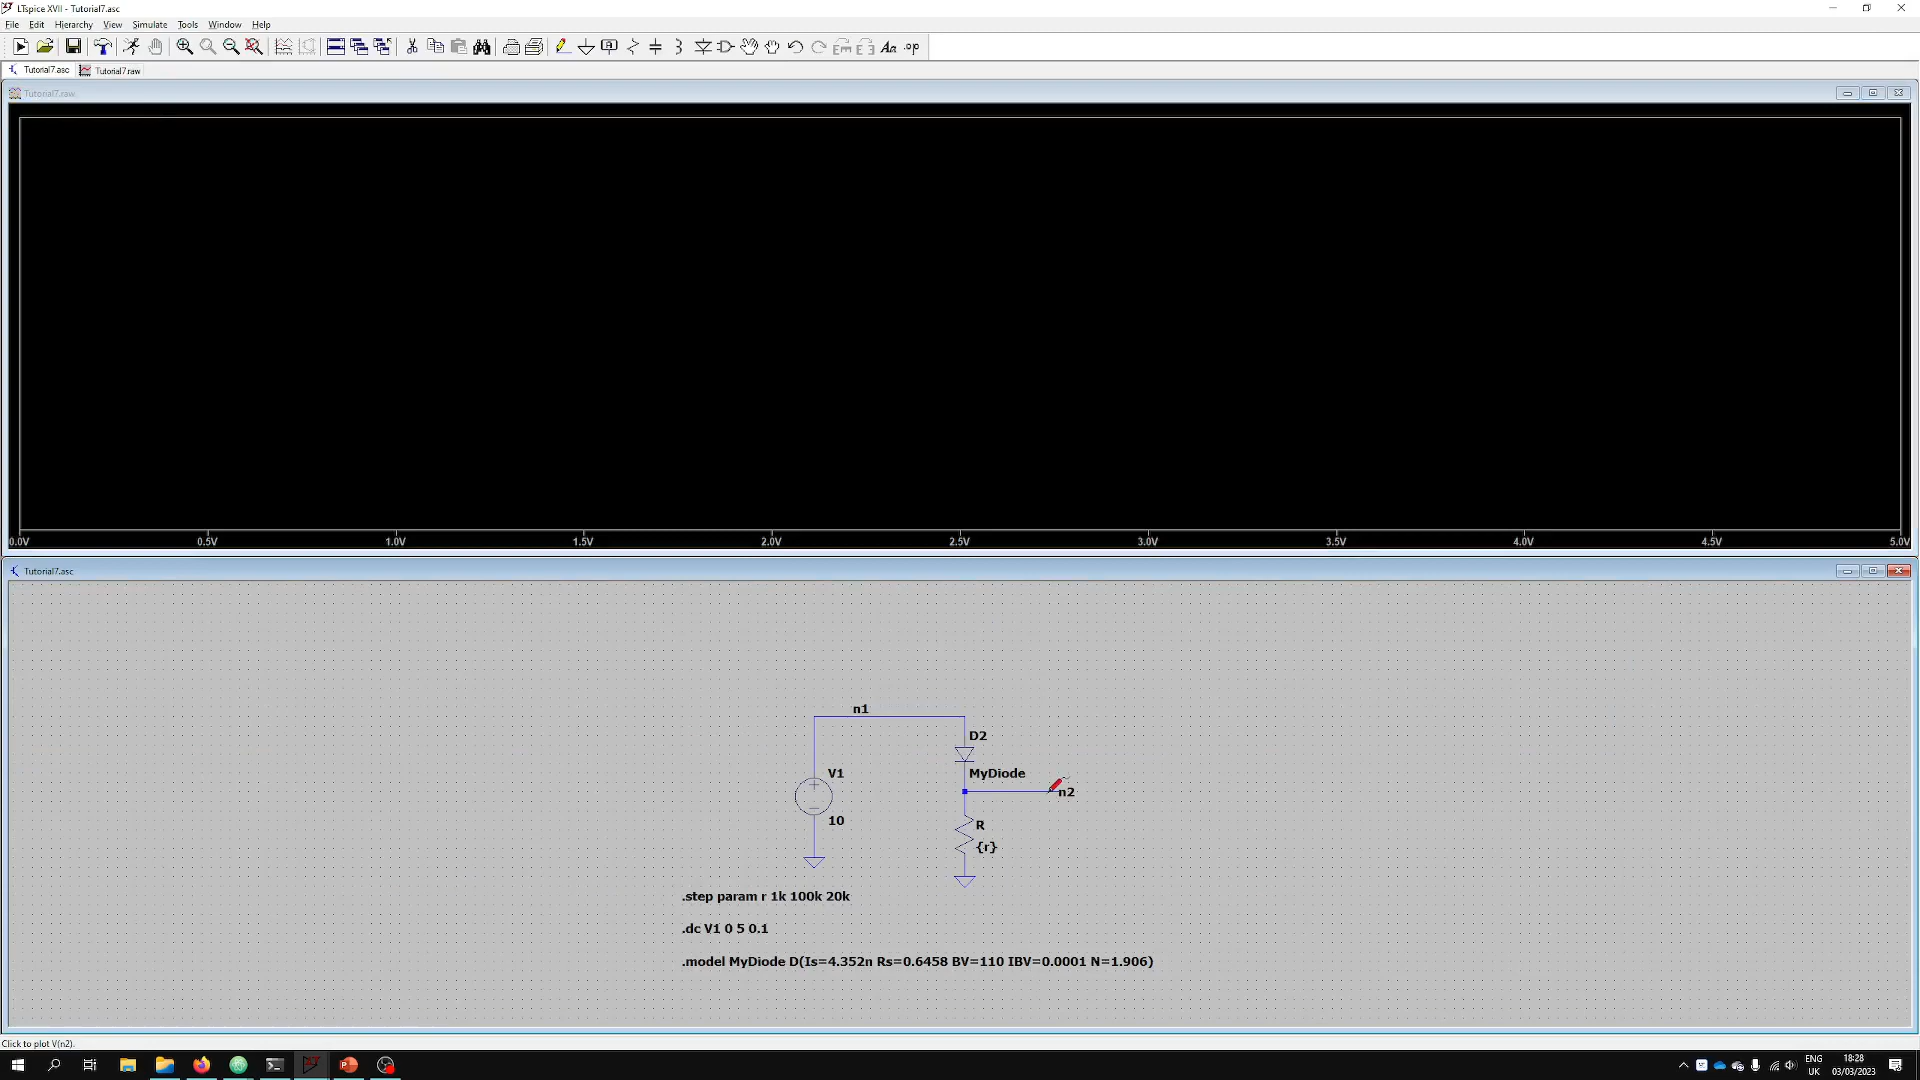 LTspice XVII - Tutorial7.asc
File Edit Hierarchy View Simulate Tools Window Help
Aa .op
Tutorial7.asc Tutorial7.raw
Tutorial7.raw
0.0V 0.5V 1.0V 1.5V 2.0V 2.5V 3.0V 3.5V 4.0V 4.5V 5.0V
Tutorial7.asc
n1
D2
V1
MyDiode
n2
10
R
{r}
.step param r 1k 100k 20k
.dc V1 0 5 0.1
.model MyDiode D(Is=4.352n Rs=0.6458 BV=110 IBV=0.0001 N=1.906)
Click to plot V(n2).
ENG
UK
18:28
03/03/2023